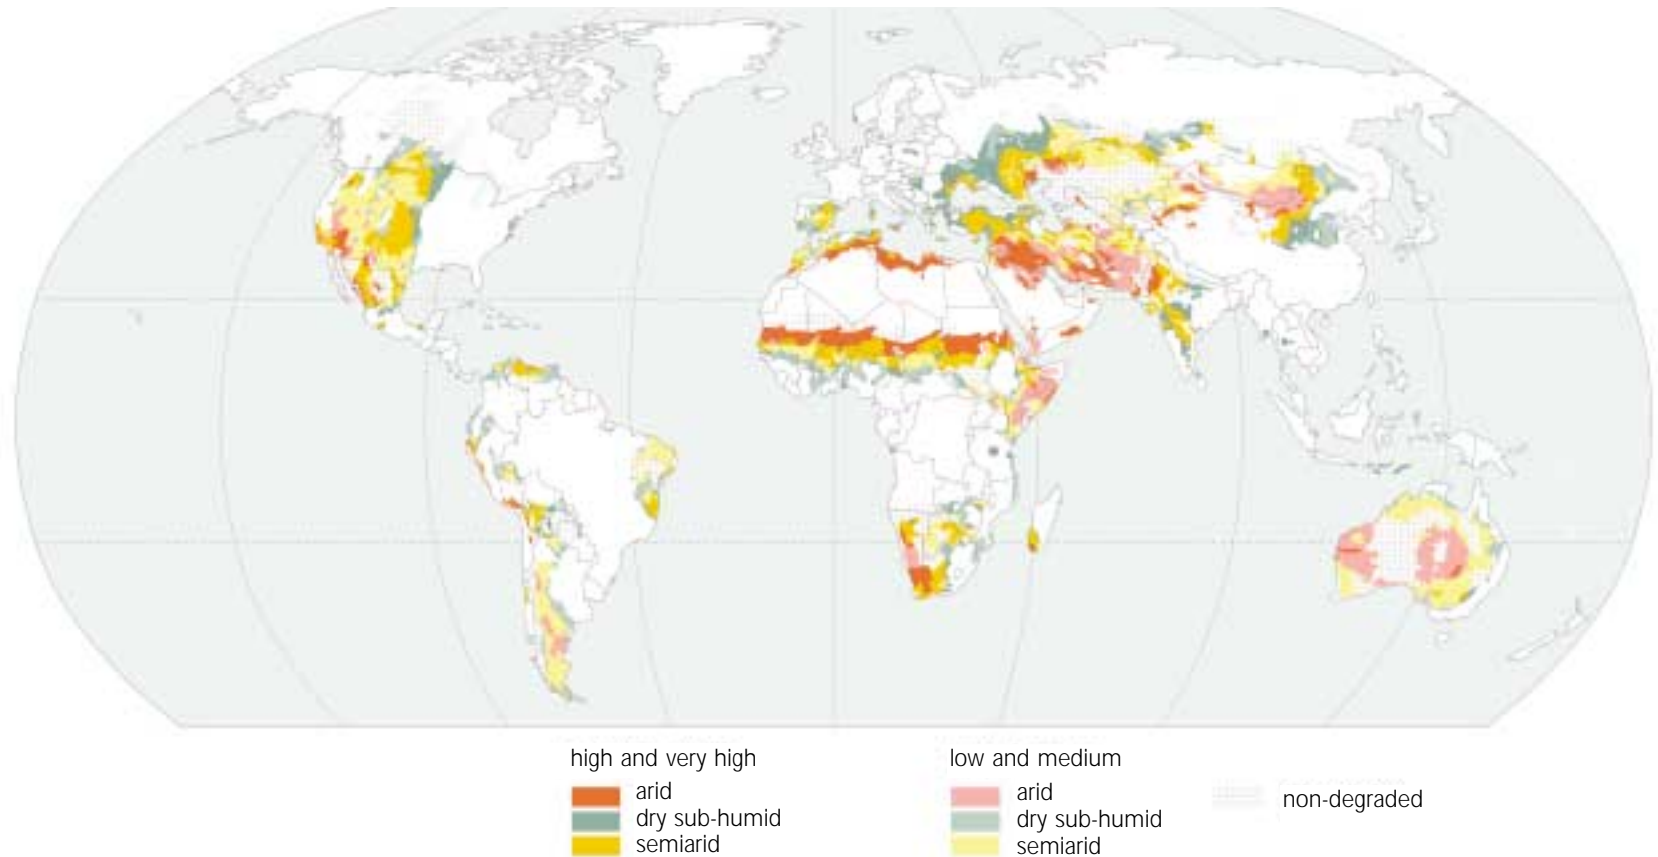 high and very high
arid
dry sub-humid
semiarid
low and medium
arid
dry sub-humid
semiarid
non-degraded